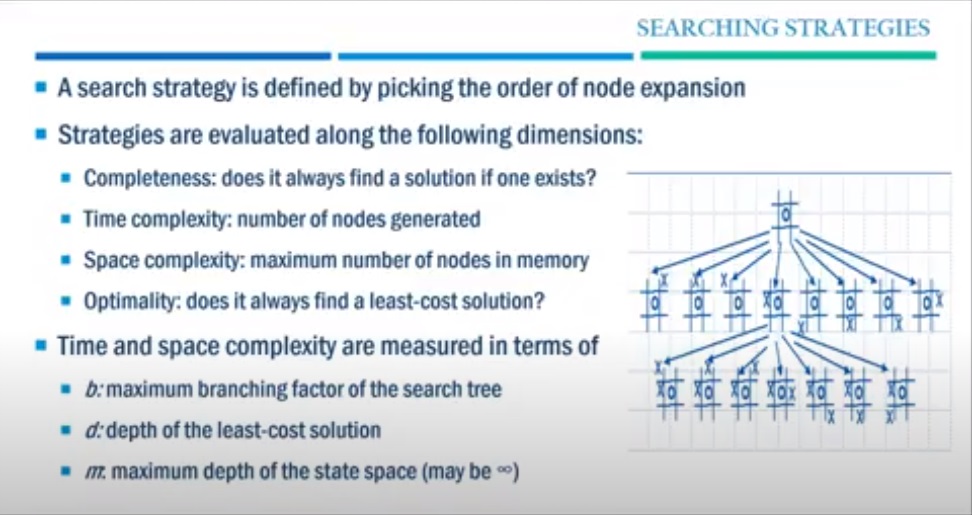 SEARCHING STRATEGIES
A search strategy is defined by picking the order of node expansion
Strategies are evaluated along the following dimensions:
Completeness: does it always find a solution if one exists?
Time complexity: number of nodes generated
Space complexity: maximum number of nodes in memory
Optimality: does it always find a least-cost solution?
Time and space complexity are measured in terms of
b: maximum branching factor of the search tree
d: depth of the least-cost solution
m: maximum depth of the state space (may be ∞)